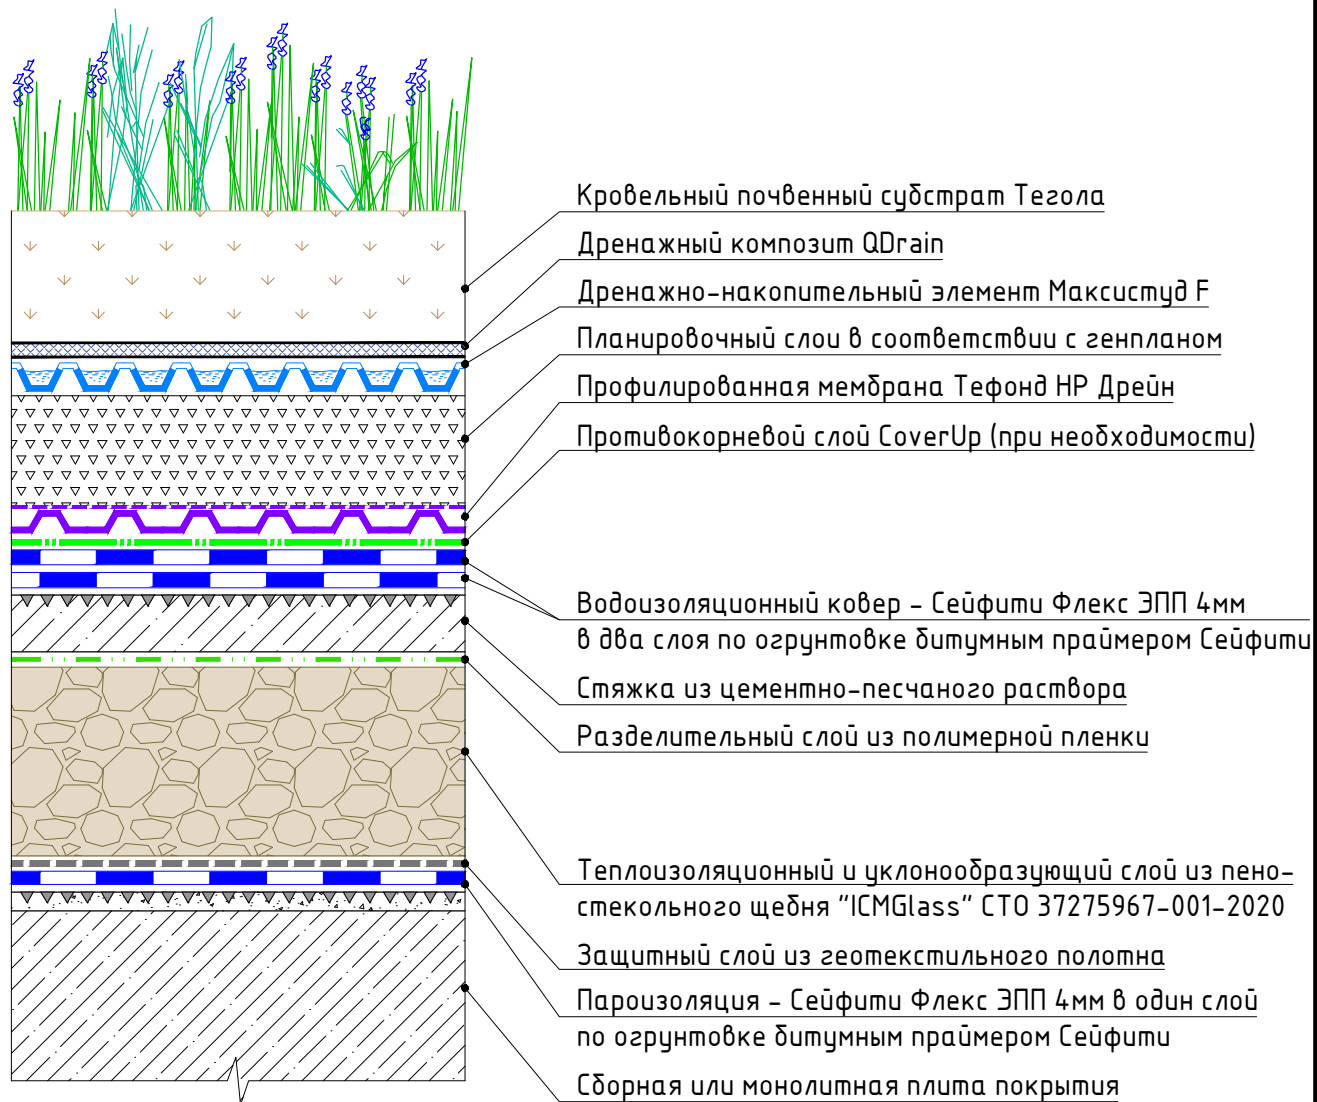 Кровельный почвенный субстрат Тегола
Дренажный композит QDrain
Дренажно-накопительный элемент Максистуд F
Планировочный слои в соответствии с генпланом
Профилированная мембрана Тефонд HP Дрейн
Противокорневой слой CoverUp (при необходимости)
Водоизоляционный ковер - Сейфити Флекс ЭПП 4мм
в два слоя по огрунтовке битумным праймером Сейфити
Стяжка из цементно-песчаного раствора
Разделительный слой из полимерной пленки
Теплоизоляционный и уклонообразующий слой из пено-
стекольного щебня "ICMGlass" СТО 37275967-001-2020
Защитный слой из геотекстильного полотна
Пароизоляция - Сейфити Флекс ЭПП 4мм в один слой
по огрунтовке битумным праймером Сейфити
Сборная или монолитная плита покрытия